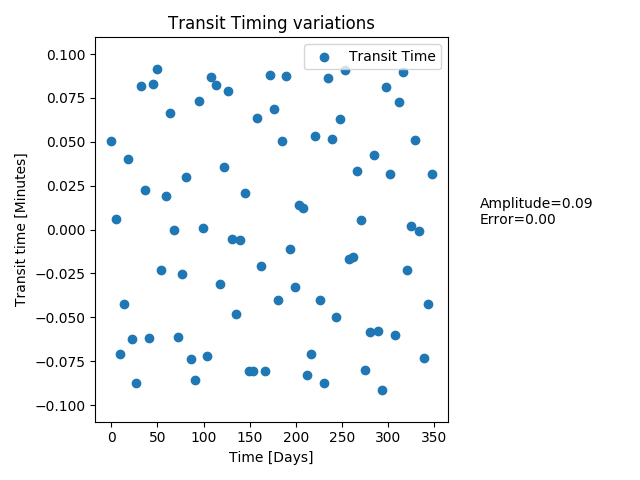 Transit Timing variations
Transit Time
0.100
0.075
0.050
0.025
0.000
−0.025
−0.050
−0.075
−0.100
Transit time [Minutes]
0 50 100 150 200 250 300 350
Time [Days]
Amplitude=0.09
Error=0.00